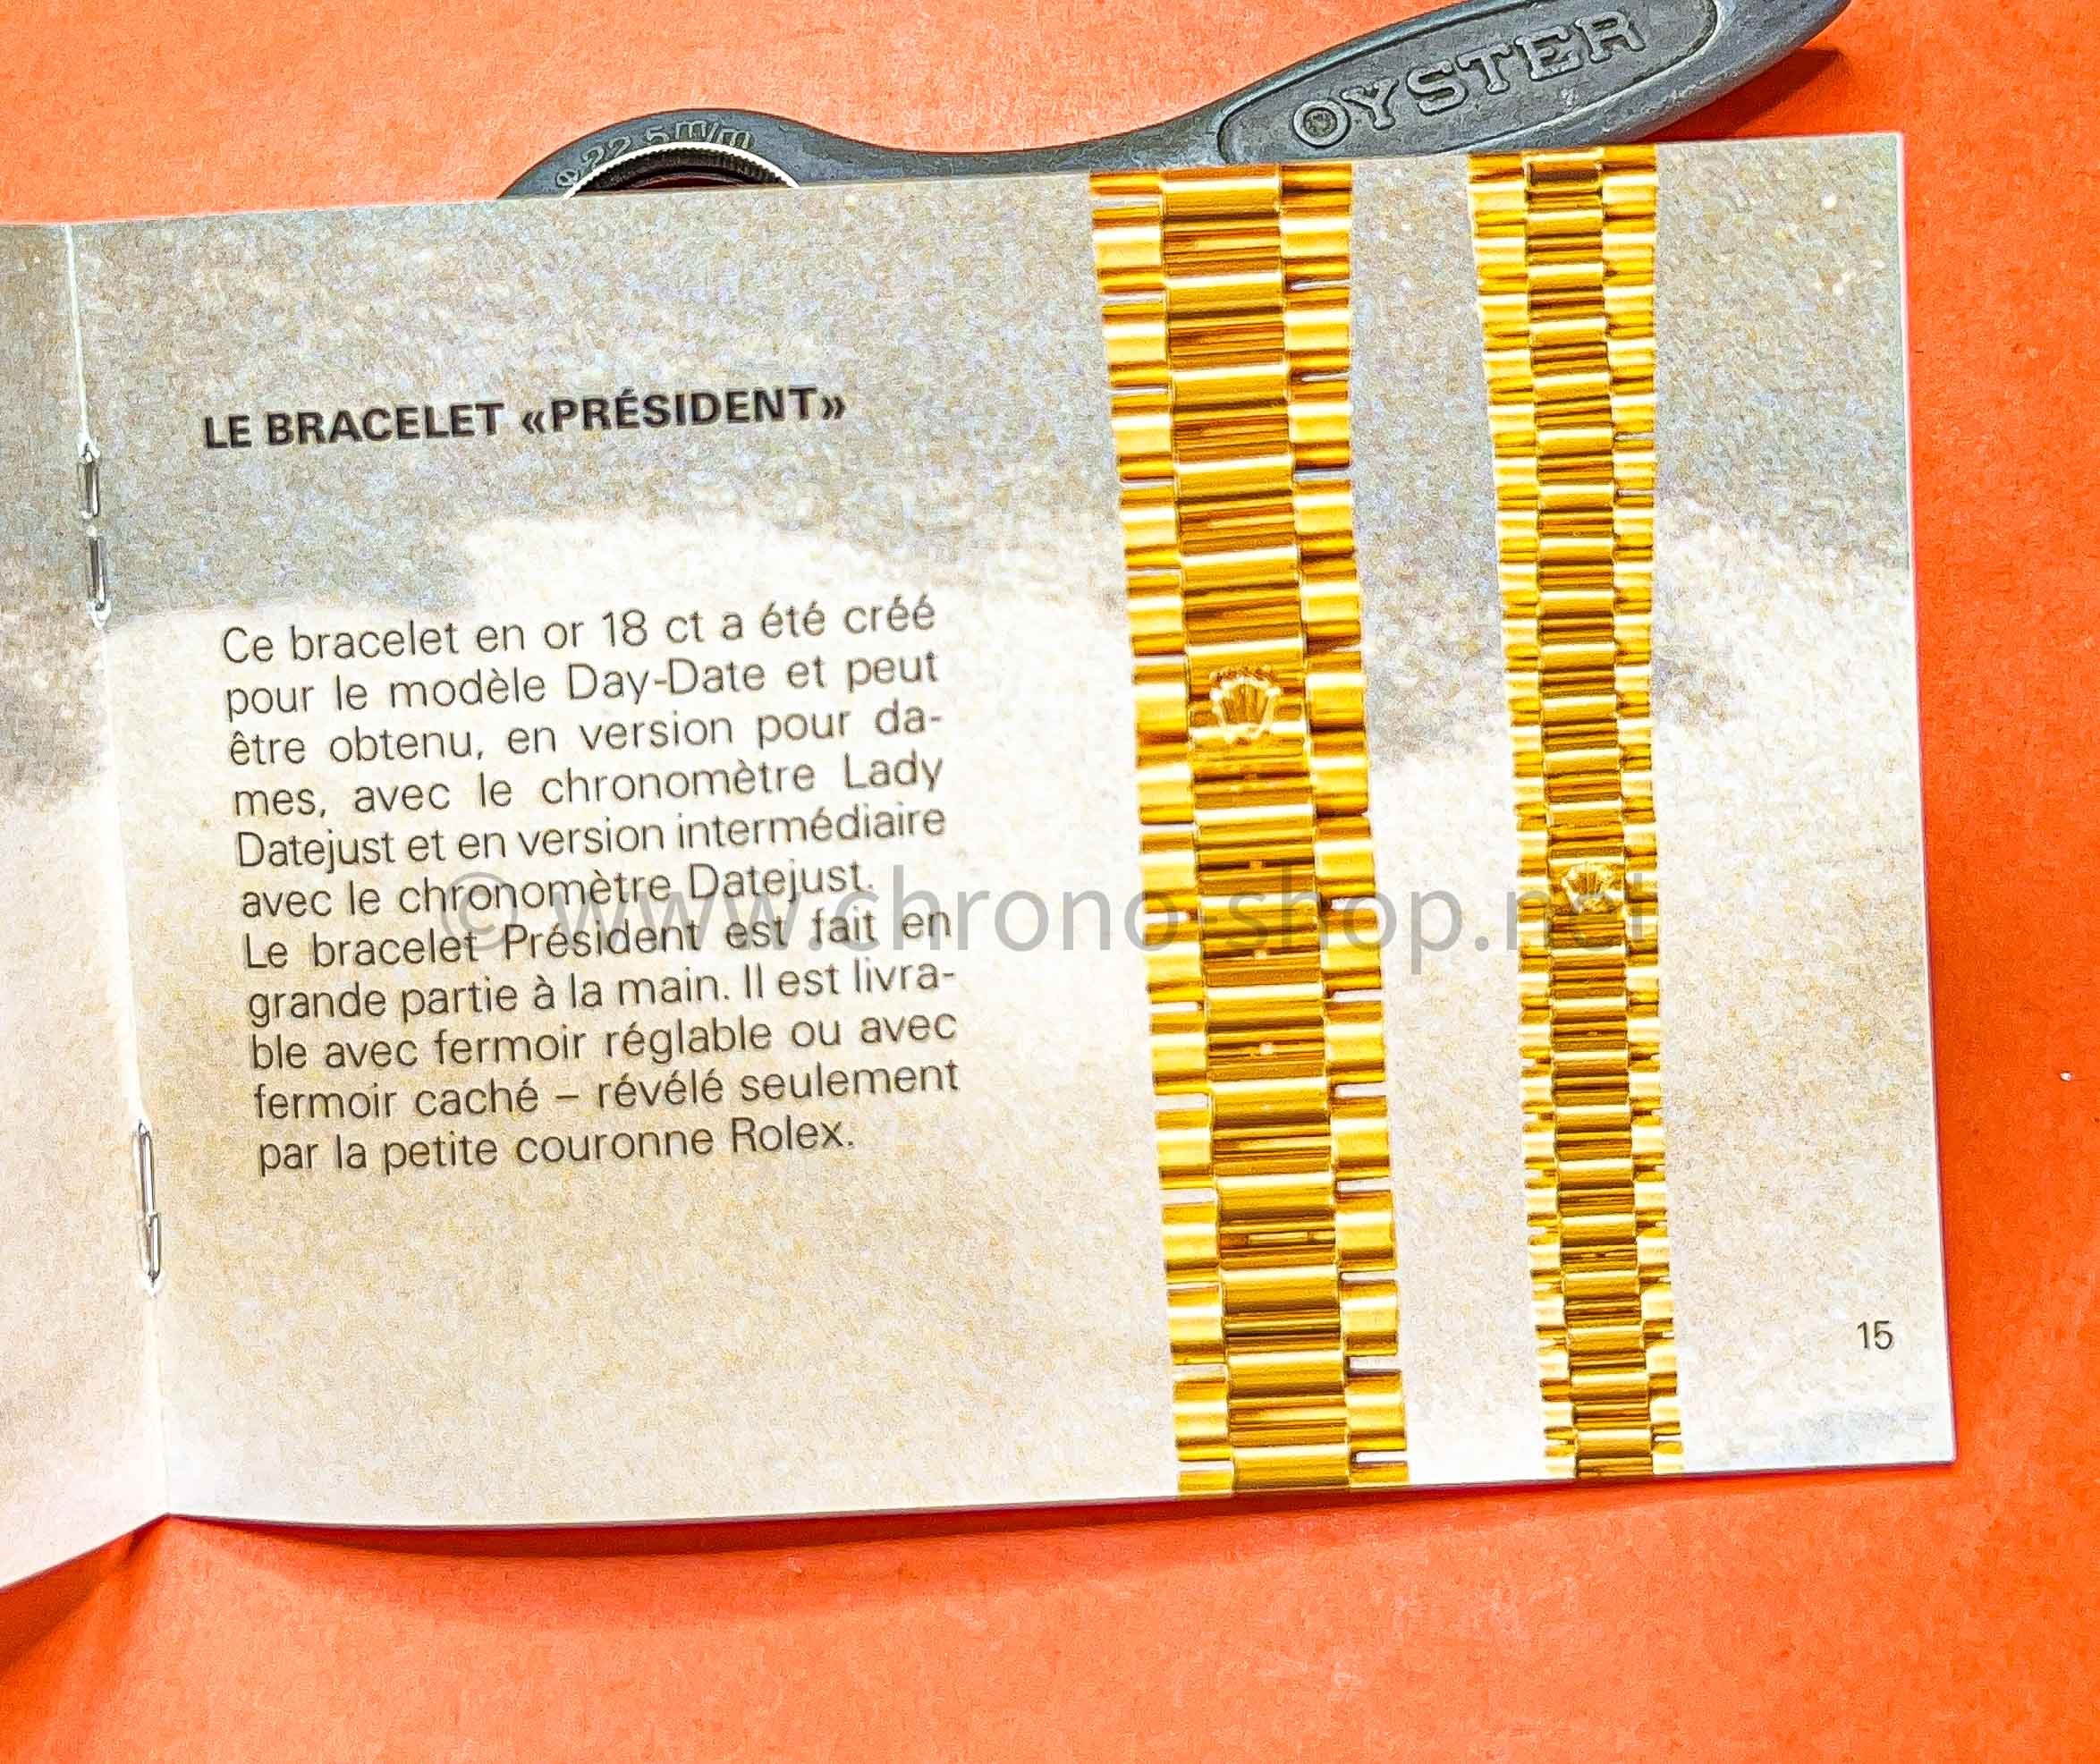 OYSTER
22,5 m/m
LE BRACELET «PRÉSIDENT»
Ce bracelet en or 18 ct a été créé
pour le modèle Day-Date et peut
être obtenu, en version pour da-
mes, avec le chronomètre Lady
Datejust et en version intermédiaire
avec le chronomètre Datejust.
Le bracelet Président est fait en
grande partie à la main. Il est livra-
ble avec fermoir réglable ou avec
fermoir caché – révélé seulement
par la petite couronne Rolex.
© www.chrono-shop.net
15